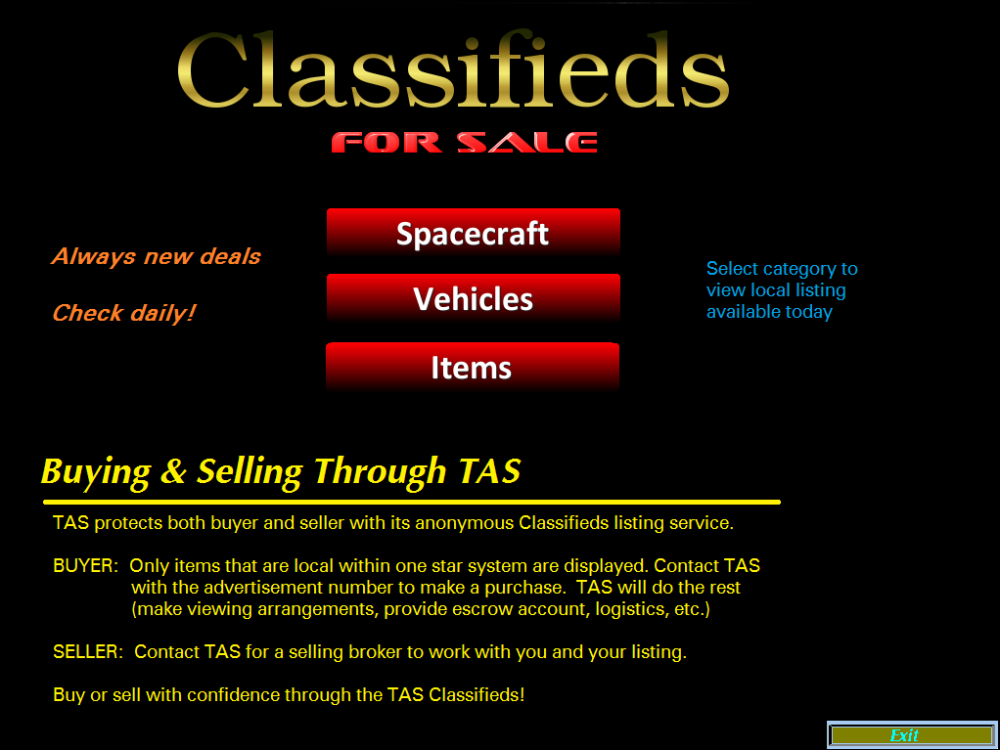 Classifieds
FOR SALE
Spacecraft
Always new deals
Vehicles
Check daily!
Select category to
view local listing
available today
Items
Buying & Selling Through TAS
TAS protects both buyer and seller with its anonymous Classifieds listing service.
BUYER: Only items that are local within one star system are displayed. Contact TAS
with the advertisement number to make a purchase. TAS will do the rest
(make viewing arrangements, provide escrow account, logistics, etc.)
SELLER: Contact TAS for a selling broker to work with you and your listing.
Buy or sell with confidence through the TAS Classifieds!
Exit